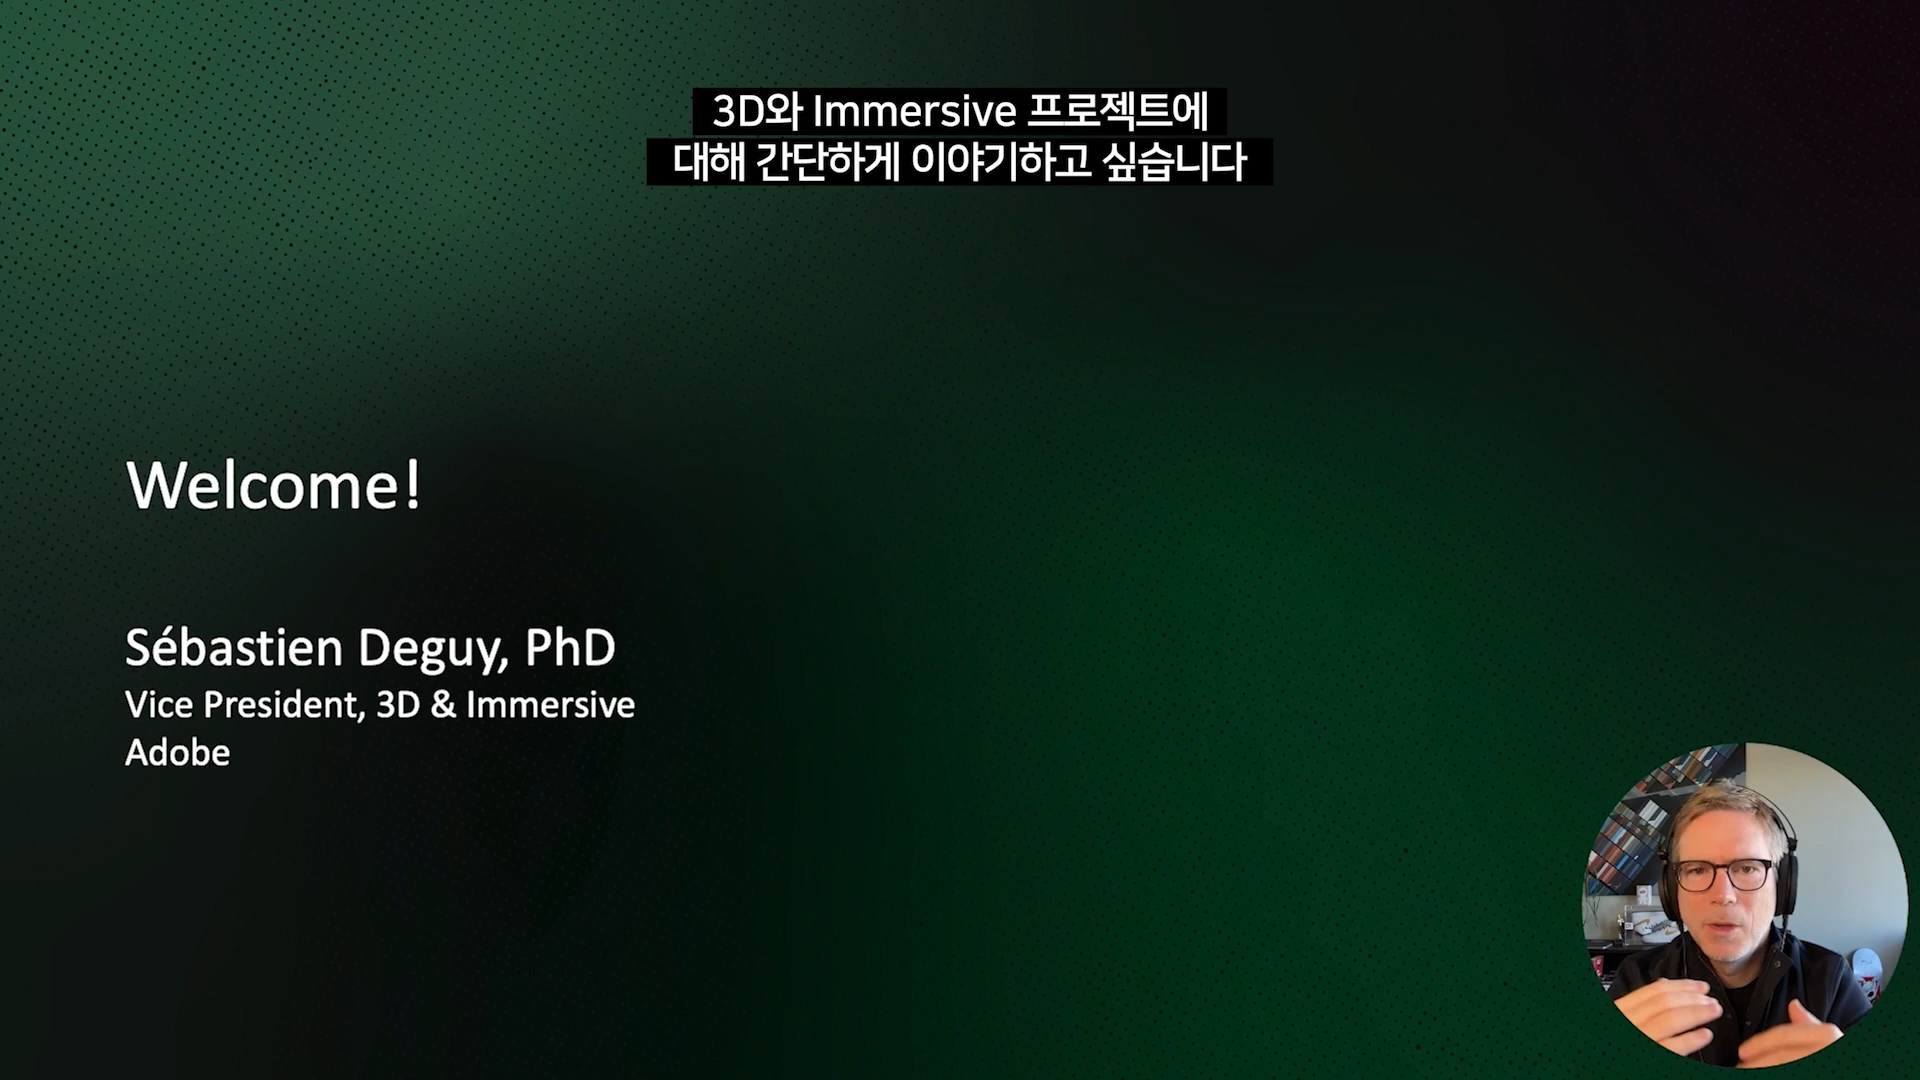 3D와 Immersive 프로젝트에
대해 간단하게 이야기하고 싶습니다
Welcome!
Sébastien Deguy, PhD
Vice President, 3D & Immersive
Adobe